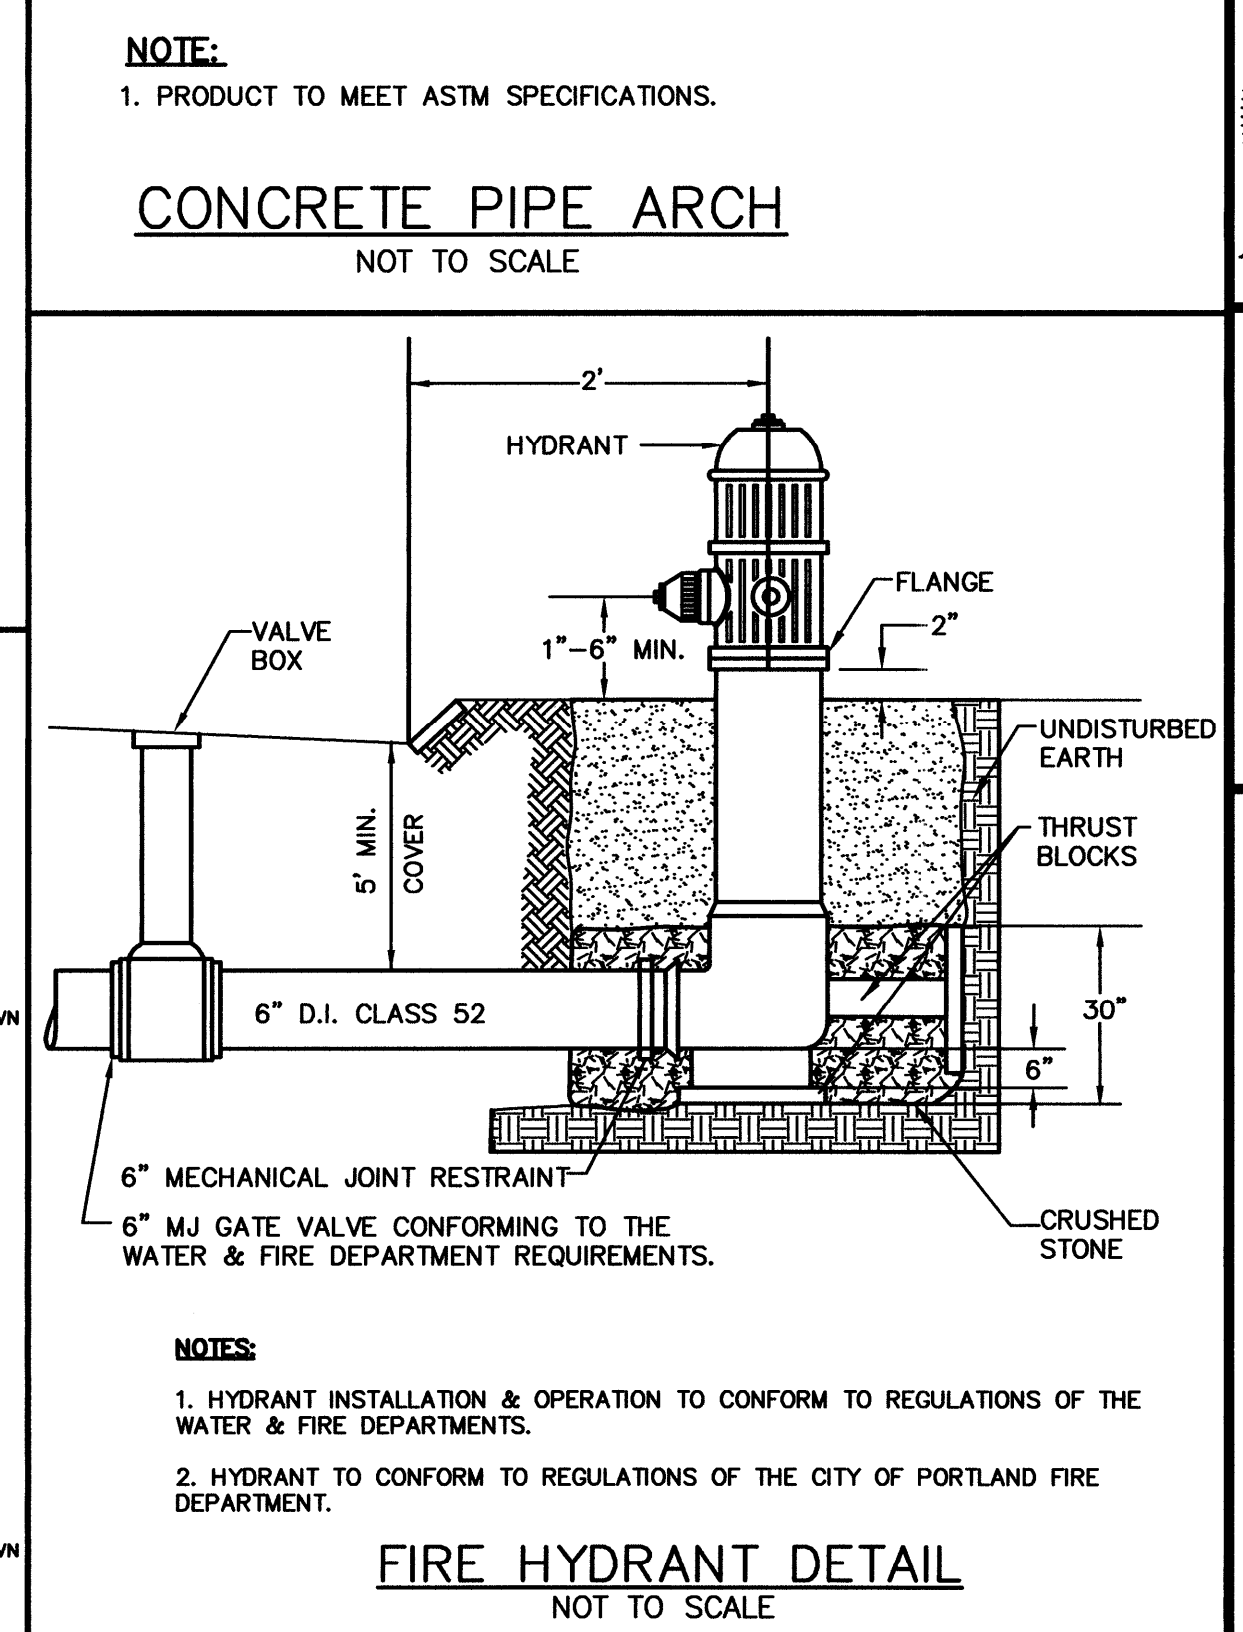 NOTE:
1. PRODUCT TO MEET ASTM SPECIFICATIONS.
CONCRETE PIPE ARCH
NOT TO SCALE
2'
HYDRANT
FLANGE
2"
1"-6" MIN.
VALVE
BOX
UNDISTURBED
EARTH
5' MIN.
COVER
THRUST
BLOCKS
6" D.I. CLASS 52
30"
6"
6" MECHANICAL JOINT RESTRAINT
6" MJ GATE VALVE CONFORMING TO THE
WATER & FIRE DEPARTMENT REQUIREMENTS.
CRUSHED
STONE
NOTES:
1. HYDRANT INSTALLATION & OPERATION TO CONFORM TO REGULATIONS OF THE
WATER & FIRE DEPARTMENTS.
2. HYDRANT TO CONFORM TO REGULATIONS OF THE CITY OF PORTLAND FIRE
DEPARTMENT.
FIRE HYDRANT DETAIL
NOT TO SCALE